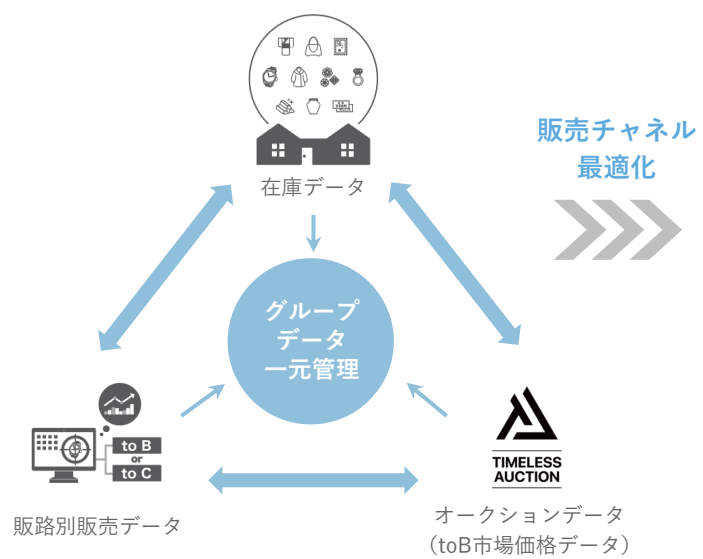 販売チャネル
最適化
在庫データ
グループ
データ
一元管理
to B
or
to C
販路別販売データ
TIMELESS
AUCTION
オークションデータ
（toB市場価格データ）